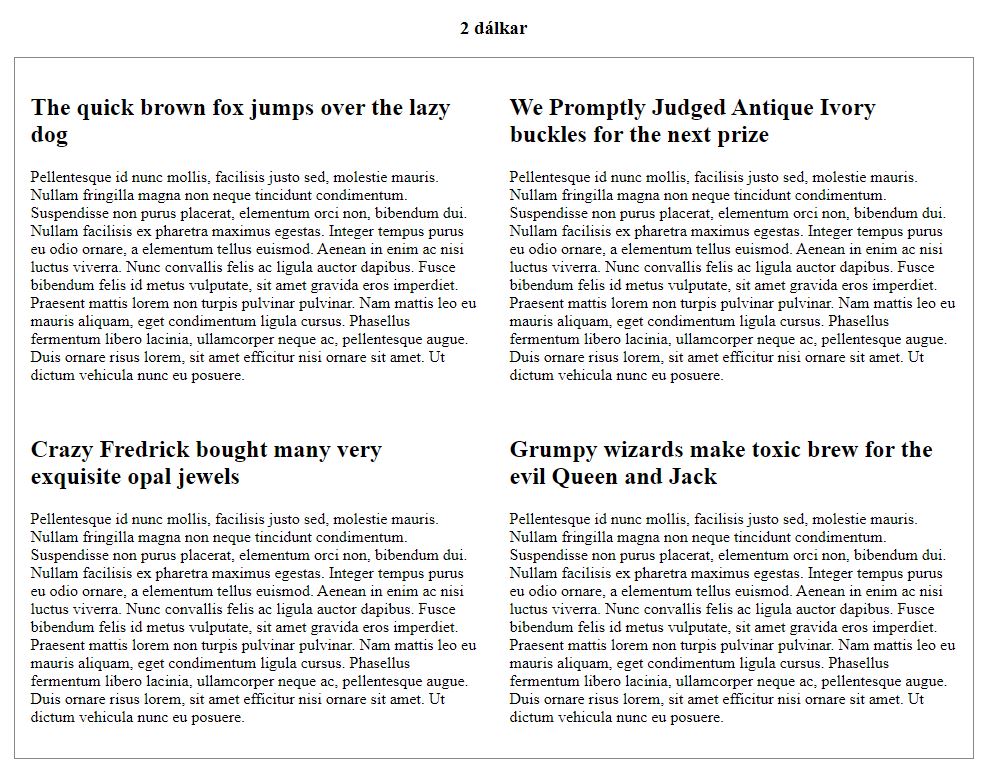 2 dálkar
The quick brown fox jumps over the lazy
dog
Pellentesque id nunc mollis, facilisis justo sed, molestie mauris.
Nullam fringilla magna non neque tincidunt condimentum.
Suspendisse non purus placerat, elementum orci non, bibendum dui.
Nullam facilisis ex pharetra maximus egestas. Integer tempus purus
eu odio ornare, a elementum tellus euismod. Aenean in enim ac nisi
luctus viverra. Nunc convallis felis ac ligula auctor dapibus. Fusce
bibendum felis id metus vulputate, sit amet gravida eros imperdiet.
Praesent mattis lorem non turpis pulvinar pulvinar. Nam mattis leo eu
mauris aliquam, eget condimentum ligula cursus. Phasellus
fermentum libero lacinia, ullamcorper neque ac, pellentesque augue.
Duis ornare risus lorem, sit amet efficitur nisi ornare sit amet. Ut
dictum vehicula nunc eu posuere.
We Promptly Judged Antique Ivory
buckles for the next prize
Pellentesque id nunc mollis, facilisis justo sed, molestie mauris.
Nullam fringilla magna non neque tincidunt condimentum.
Suspendisse non purus placerat, elementum orci non, bibendum dui.
Nullam facilisis ex pharetra maximus egestas. Integer tempus purus
eu odio ornare, a elementum tellus euismod. Aenean in enim ac nisi
luctus viverra. Nunc convallis felis ac ligula auctor dapibus. Fusce
bibendum felis id metus vulputate, sit amet gravida eros imperdiet.
Praesent mattis lorem non turpis pulvinar pulvinar. Nam mattis leo eu
mauris aliquam, eget condimentum ligula cursus. Phasellus
fermentum libero lacinia, ullamcorper neque ac, pellentesque augue.
Duis ornare risus lorem, sit amet efficitur nisi ornare sit amet. Ut
dictum vehicula nunc eu posuere.
Crazy Fredrick bought many very
exquisite opal jewels
Pellentesque id nunc mollis, facilisis justo sed, molestie mauris.
Nullam fringilla magna non neque tincidunt condimentum.
Suspendisse non purus placerat, elementum orci non, bibendum dui.
Nullam facilisis ex pharetra maximus egestas. Integer tempus purus
eu odio ornare, a elementum tellus euismod. Aenean in enim ac nisi
luctus viverra. Nunc convallis felis ac ligula auctor dapibus. Fusce
bibendum felis id metus vulputate, sit amet gravida eros imperdiet.
Praesent mattis lorem non turpis pulvinar pulvinar. Nam mattis leo eu
mauris aliquam, eget condimentum ligula cursus. Phasellus
fermentum libero lacinia, ullamcorper neque ac, pellentesque augue.
Duis ornare risus lorem, sit amet efficitur nisi ornare sit amet. Ut
dictum vehicula nunc eu posuere.
Grumpy wizards make toxic brew for the
evil Queen and Jack
Pellentesque id nunc mollis, facilisis justo sed, molestie mauris.
Nullam fringilla magna non neque tincidunt condimentum.
Suspendisse non purus placerat, elementum orci non, bibendum dui.
Nullam facilisis ex pharetra maximus egestas. Integer tempus purus
eu odio ornare, a elementum tellus euismod. Aenean in enim ac nisi
luctus viverra. Nunc convallis felis ac ligula auctor dapibus. Fusce
bibendum felis id metus vulputate, sit amet gravida eros imperdiet.
Praesent mattis lorem non turpis pulvinar pulvinar. Nam mattis leo eu
mauris aliquam, eget condimentum ligula cursus. Phasellus
fermentum libero lacinia, ullamcorper neque ac, pellentesque augue.
Duis ornare risus lorem, sit amet efficitur nisi ornare sit amet. Ut
dictum vehicula nunc eu posuere.